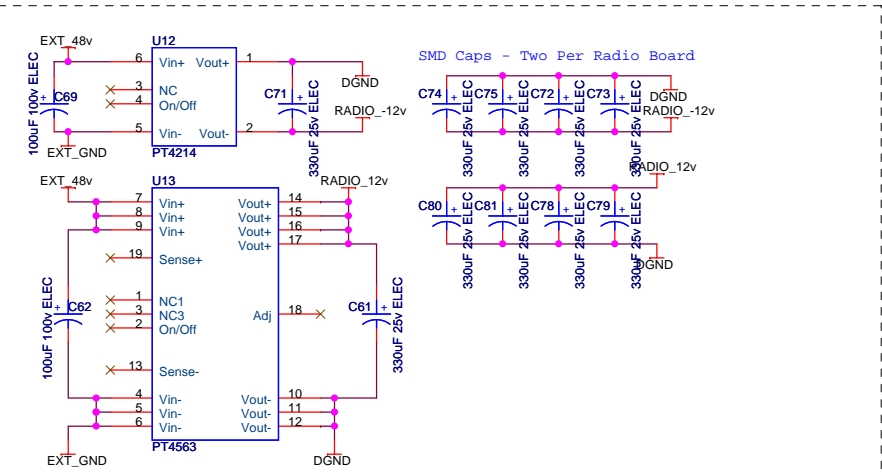 EXT_48v
U12
6 Vin+ Vout+ 1
3 NC
4 On/Off
5 Vin- Vout- 2
PT4214
C69
100uF 100v ELEC
EXT_GND
C71
330uF 25v ELEC
DGND
RADIO_-12v
SMD Caps - Two Per Radio Board
C74
330uF 25v ELEC
C75
330uF 25v ELEC
C72
330uF 25v ELEC
C73
330uF 25v ELEC
DGND
RADIO_-12v
RADIO_12v
C80
330uF 25v ELEC
C81
330uF 25v ELEC
C78
330uF 25v ELEC
C79
330uF 25v ELEC
DGND
EXT_48v
U13
RADIO_12v
7 Vin+ Vout+ 14
8 Vin+ Vout+ 15
9 Vin+ Vout+ 16
Vout+ 17
19 Sense+
1 NC1
3 NC3
2 On/Off
Adj 18
13 Sense-
4 Vin- Vout- 10
5 Vin- Vout- 11
6 Vin- Vout- 12
PT4563
C62
100uF 100v ELEC
C61
330uF 25v ELEC
EXT_GND
DGND